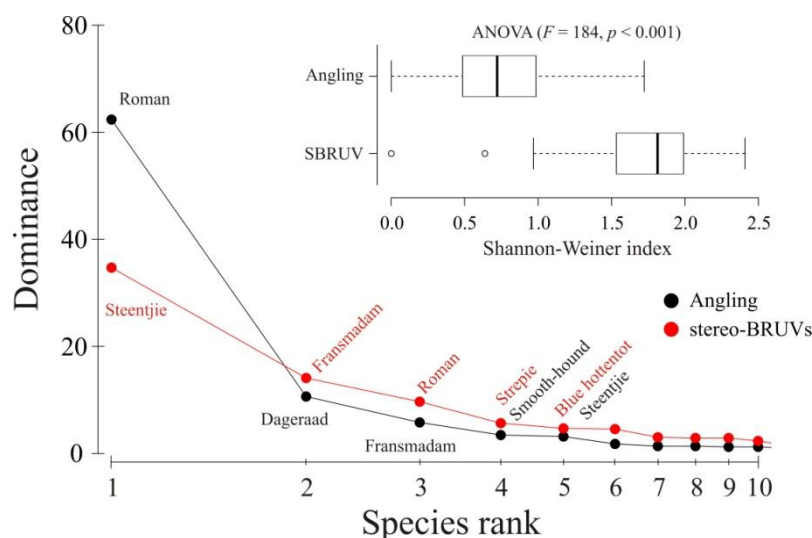 ANOVA (F = 184, p < 0.001)
Angling
SBRUV
0.0 0.5 1.0 1.5 2.0 2.5
Shannon-Weiner index
Dominance
80
60
40
20
0
Roman
Steentjie
Dageraad
Fransmadam
Fransmadam
Roman
Strepie
Smooth-hound
Blue hottentot
Steentjie
Angling
stereo-BRUVs
1 2 3 4 5 6 7 8 9 10
Species rank